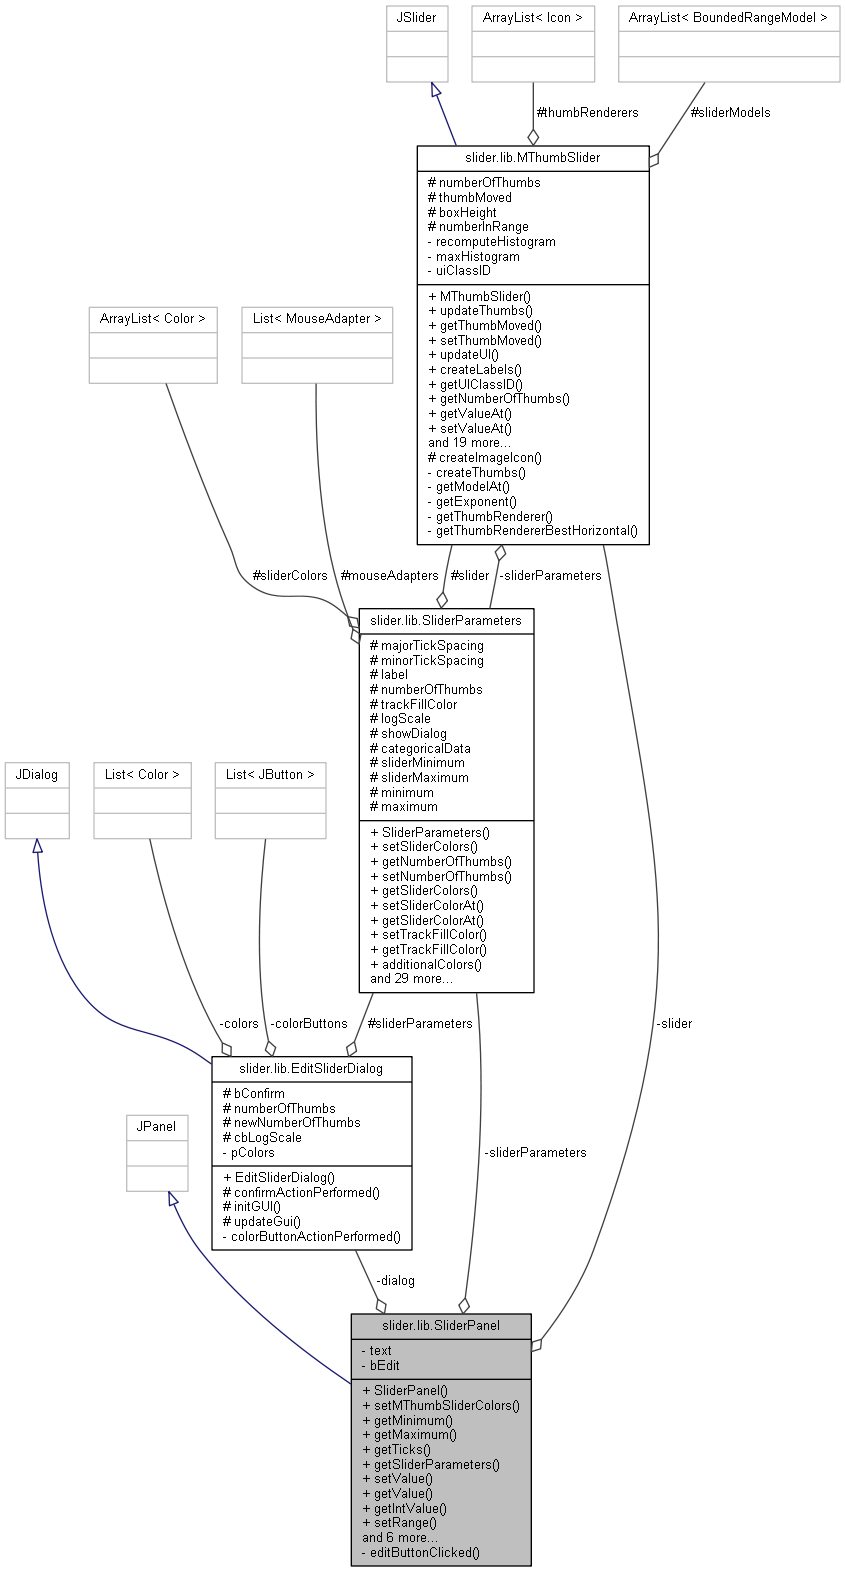 JSlider
ArrayList< Icon >
ArrayList< BoundedRangeModel >
#thumbRenderers
#sliderModels
slider.lib.MThumbSlider
# numberOfThumbs
# thumbMoved
# boxHeight
# numberInRange
- recomputeHistogram
- maxHistogram
- uiClassID
+ MThumbSlider()
+ updateThumbs()
+ getThumbMoved()
+ setThumbMoved()
+ updateUI()
+ createLabels()
+ getUIClassID()
+ getNumberOfThumbs()
+ getValueAt()
+ setValueAt()
and 19 more...
# createImageIcon()
- createThumbs()
- getModelAt()
- getExponent()
- getThumbRenderer()
- getThumbRendererBestHorizontal()
ArrayList< Color >
List< MouseAdapter >
#sliderColors
#mouseAdapters
#slider
-sliderParameters
slider.lib.SliderParameters
# majorTickSpacing
# minorTickSpacing
# label
# numberOfThumbs
# trackFillColor
# logScale
# showDialog
# categoricalData
# sliderMinimum
# sliderMaximum
# minimum
# maximum
+ SliderParameters()
+ setSliderColors()
+ getNumberOfThumbs()
+ setNumberOfThumbs()
+ getSliderColors()
+ setSliderColorAt()
+ getSliderColorAt()
+ setTrackFillColor()
+ getTrackFillColor()
+ additionalColors()
and 29 more...
JDialog
List< Color >
List< JButton >
-colors
-colorButtons
#sliderParameters
-slider
slider.lib.EditSliderDialog
# bConfirm
# numberOfThumbs
# newNumberOfThumbs
# cbLogScale
- pColors
+ EditSliderDialog()
# confirmActionPerformed()
# initGUI()
# updateGui()
- colorButtonActionPerformed()
JPanel
-sliderParameters
-dialog
slider.lib.SliderPanel
- text
- bEdit
+ SliderPanel()
+ setMThumbSliderColors()
+ getMinimum()
+ getMaximum()
+ getTicks()
+ getSliderParameters()
+ setValue()
+ getValue()
+ getIntValue()
+ setRange()
and 6 more...
- editButtonClicked()